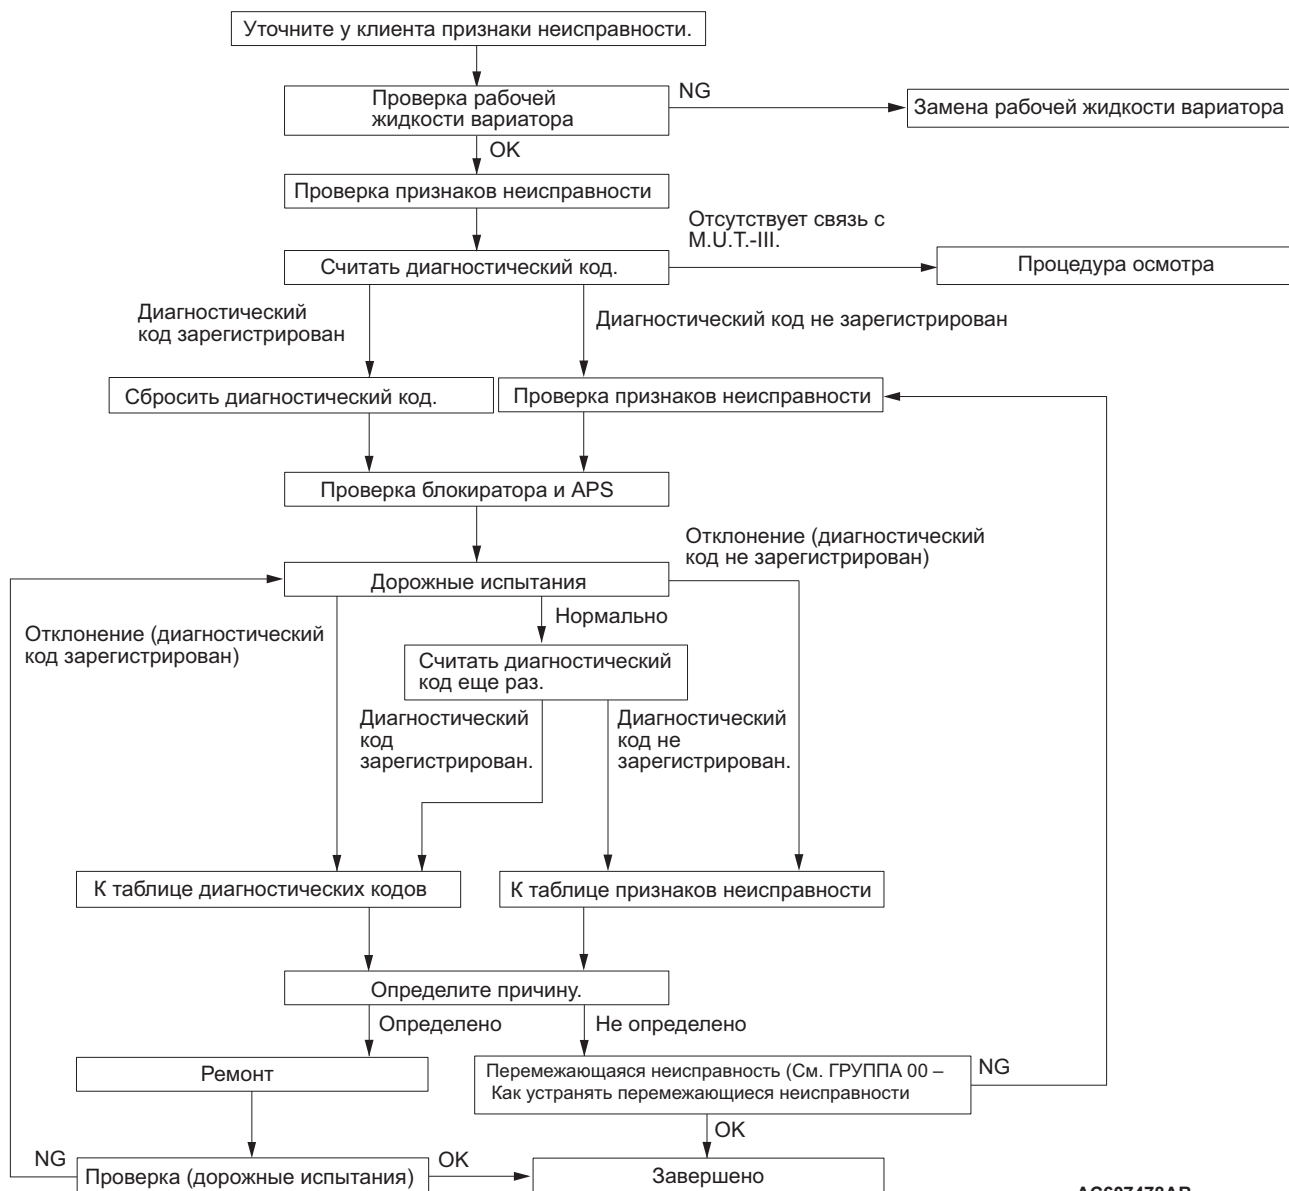 Уточните у клиента признаки неисправности.
Проверка рабочей
жидкости вариатора
NG
Замена рабочей жидкости вариатора
OK
Проверка признаков неисправности
Отсутствует связь с
M.U.T.-III.
Считать диагностический код.
Процедура осмотра
Диагностический
код зарегистрирован
Диагностический код не зарегистрирован
Сбросить диагностический код.
Проверка признаков неисправности
Проверка блокиратора и APS
Отклонение (диагностический
код не зарегистрирован)
Дорожные испытания
Нормально
Отклонение (диагностический
код зарегистрирован)
Считать диагностический
код еще раз.
Диагностический
код
зарегистрирован.
Диагностический
код не
зарегистрирован.
К таблице диагностических кодов
К таблице признаков неисправности
Определите причину.
Определено
Не определено
Ремонт
Перемежающаяся неисправность (См. ГРУППА 00 –
Как устранять перемежающиеся неисправности
NG
OK
NG
Проверка (дорожные испытания)
OK
Завершено